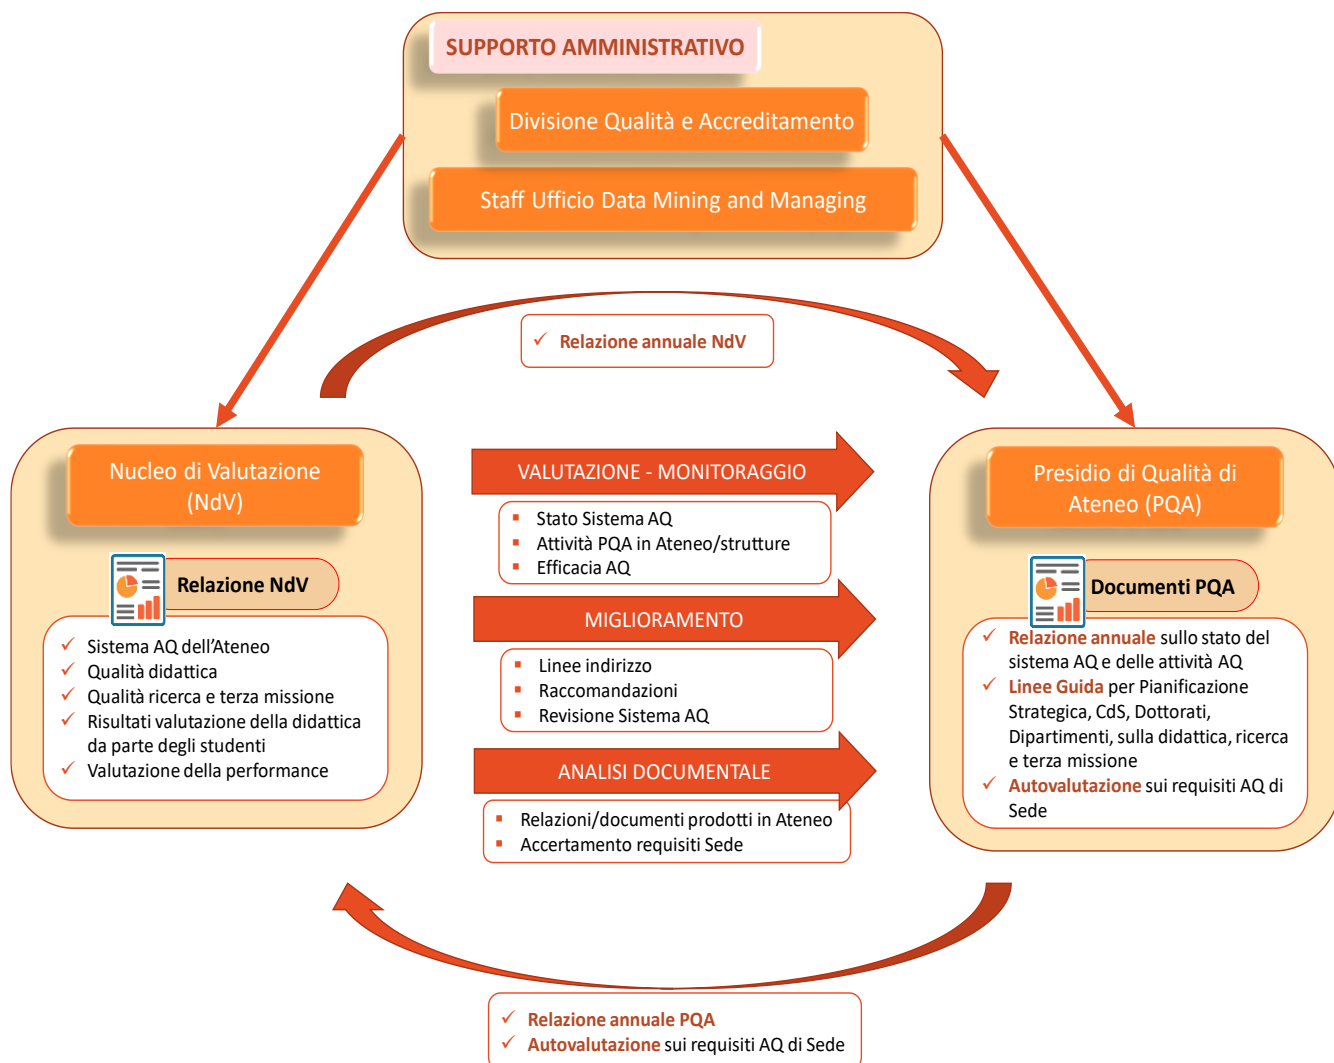 SUPPORTO AMMINISTRATIVO
Divisione Qualità e Accreditamento
Staff Ufficio Data Mining and Managing
✓ Relazione annuale NdV
Nucleo di Valutazione
(NdV)
Relazione NdV
✓ Sistema AQ dell’Ateneo
✓ Qualità didattica
✓ Qualità ricerca e terza missione
✓ Risultati valutazione della didattica
da parte degli studenti
✓ Valutazione della performance
VALUTAZIONE - MONITORAGGIO
▪ Stato Sistema AQ
▪ Attività PQA in Ateneo/strutture
▪ Efficacia AQ
MIGLIORAMENTO
▪ Linee indirizzo
▪ Raccomandazioni
▪ Revisione Sistema AQ
ANALISI DOCUMENTALE
▪ Relazioni/documenti prodotti in Ateneo
▪ Accertamento requisiti Sede
Presidio di Qualità di
Ateneo (PQA)
Documenti PQA
✓ Relazione annuale sullo stato del
sistema AQ e delle attività AQ
✓ Linee Guida per Pianificazione
Strategica, CdS, Dottorati,
Dipartimenti, sulla didattica, ricerca
e terza missione
✓ Autovalutazione sui requisiti AQ di
Sede
✓ Relazione annuale PQA
✓ Autovalutazione sui requisiti AQ di Sede